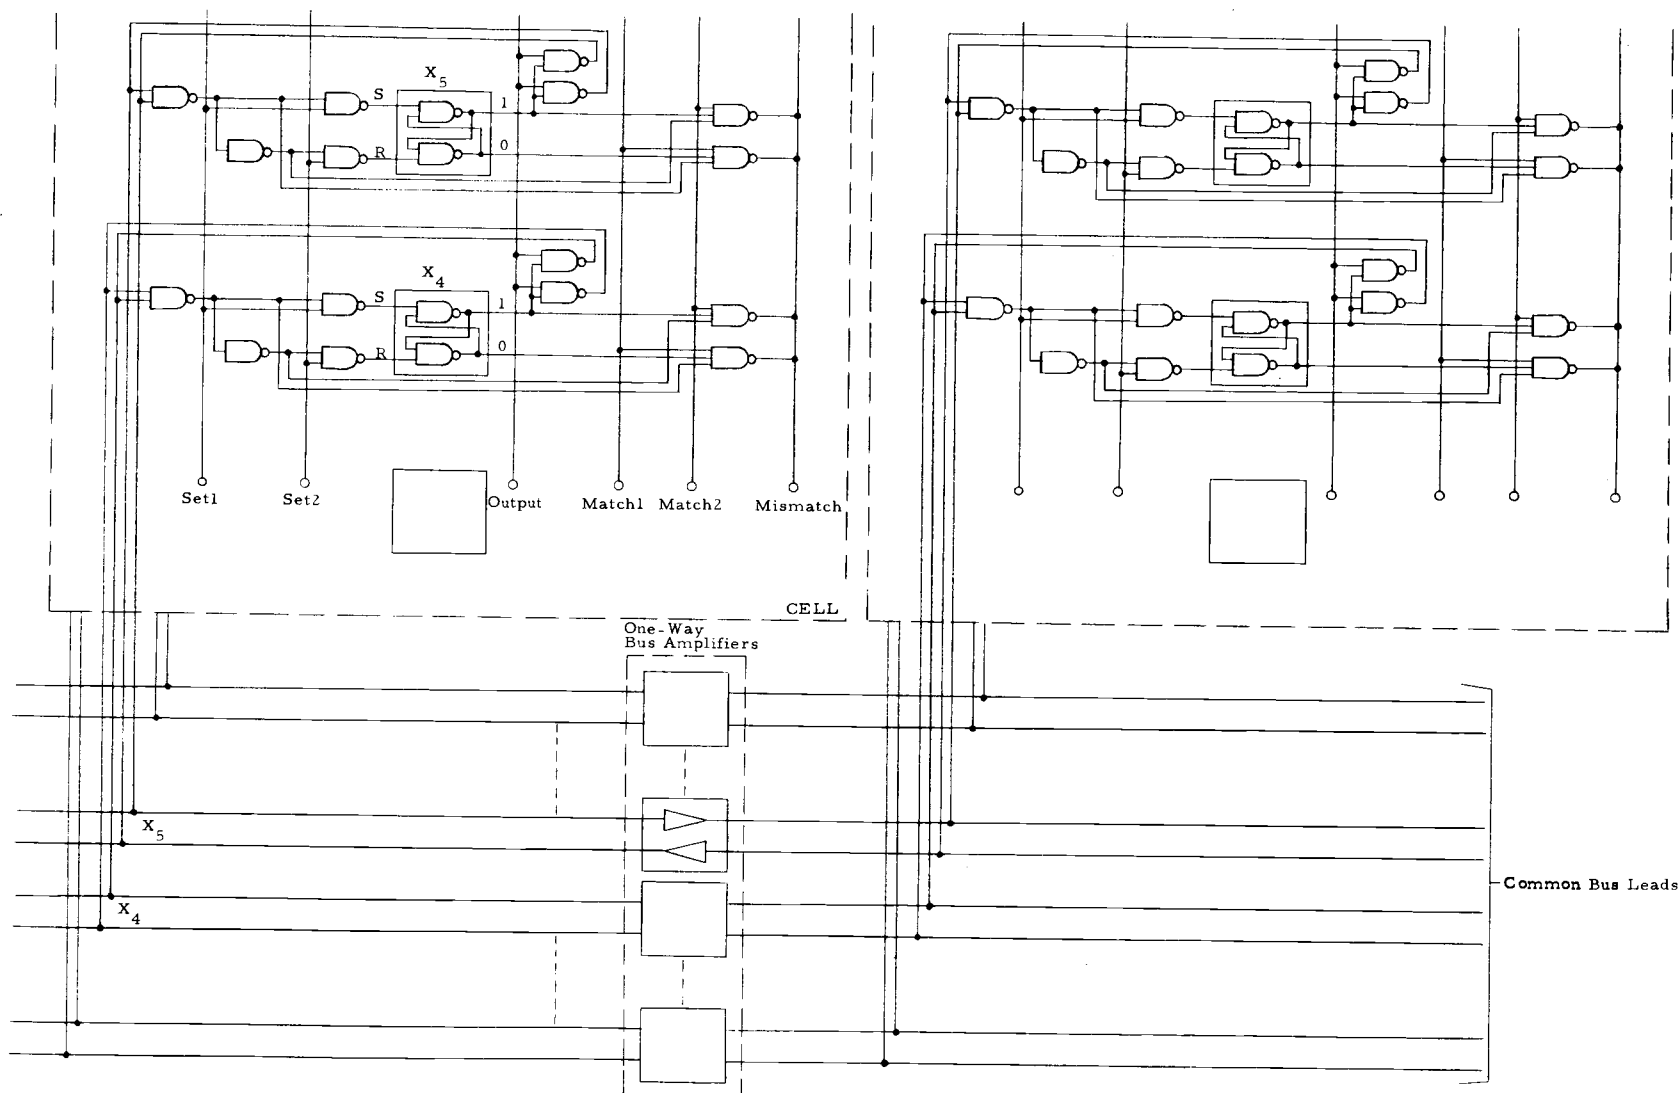 X5
S
1
R
0
X4
S
1
R
0
Set1
Set2
Output
Match1
Match2
Mismatch
CELL
One-Way
Bus Amplifiers
X5
X4
Common Bus Leads